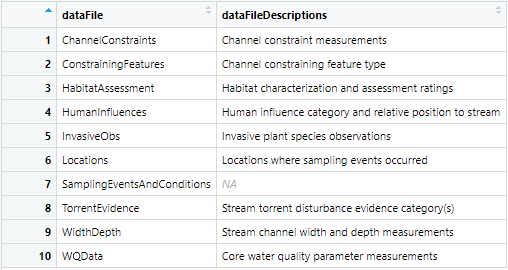 dataFile dataFileDescriptions
1 ChannelConstraints Channel constraint measurements
2 ConstrainingFeatures Channel constraining feature type
3 HabitatAssessment Habitat characterization and assessment ratings
4 HumanInfluences Human influence category and relative position to stream
5 InvasiveObs Invasive plant species observations
6 Locations Locations where sampling events occurred
7 SamplingEventsAndConditions NA
8 TorrentEvidence Stream torrent disturbance evidence category(s)
9 WidthDepth Stream channel width and depth measurements
10 WQData Core water quality parameter measurements